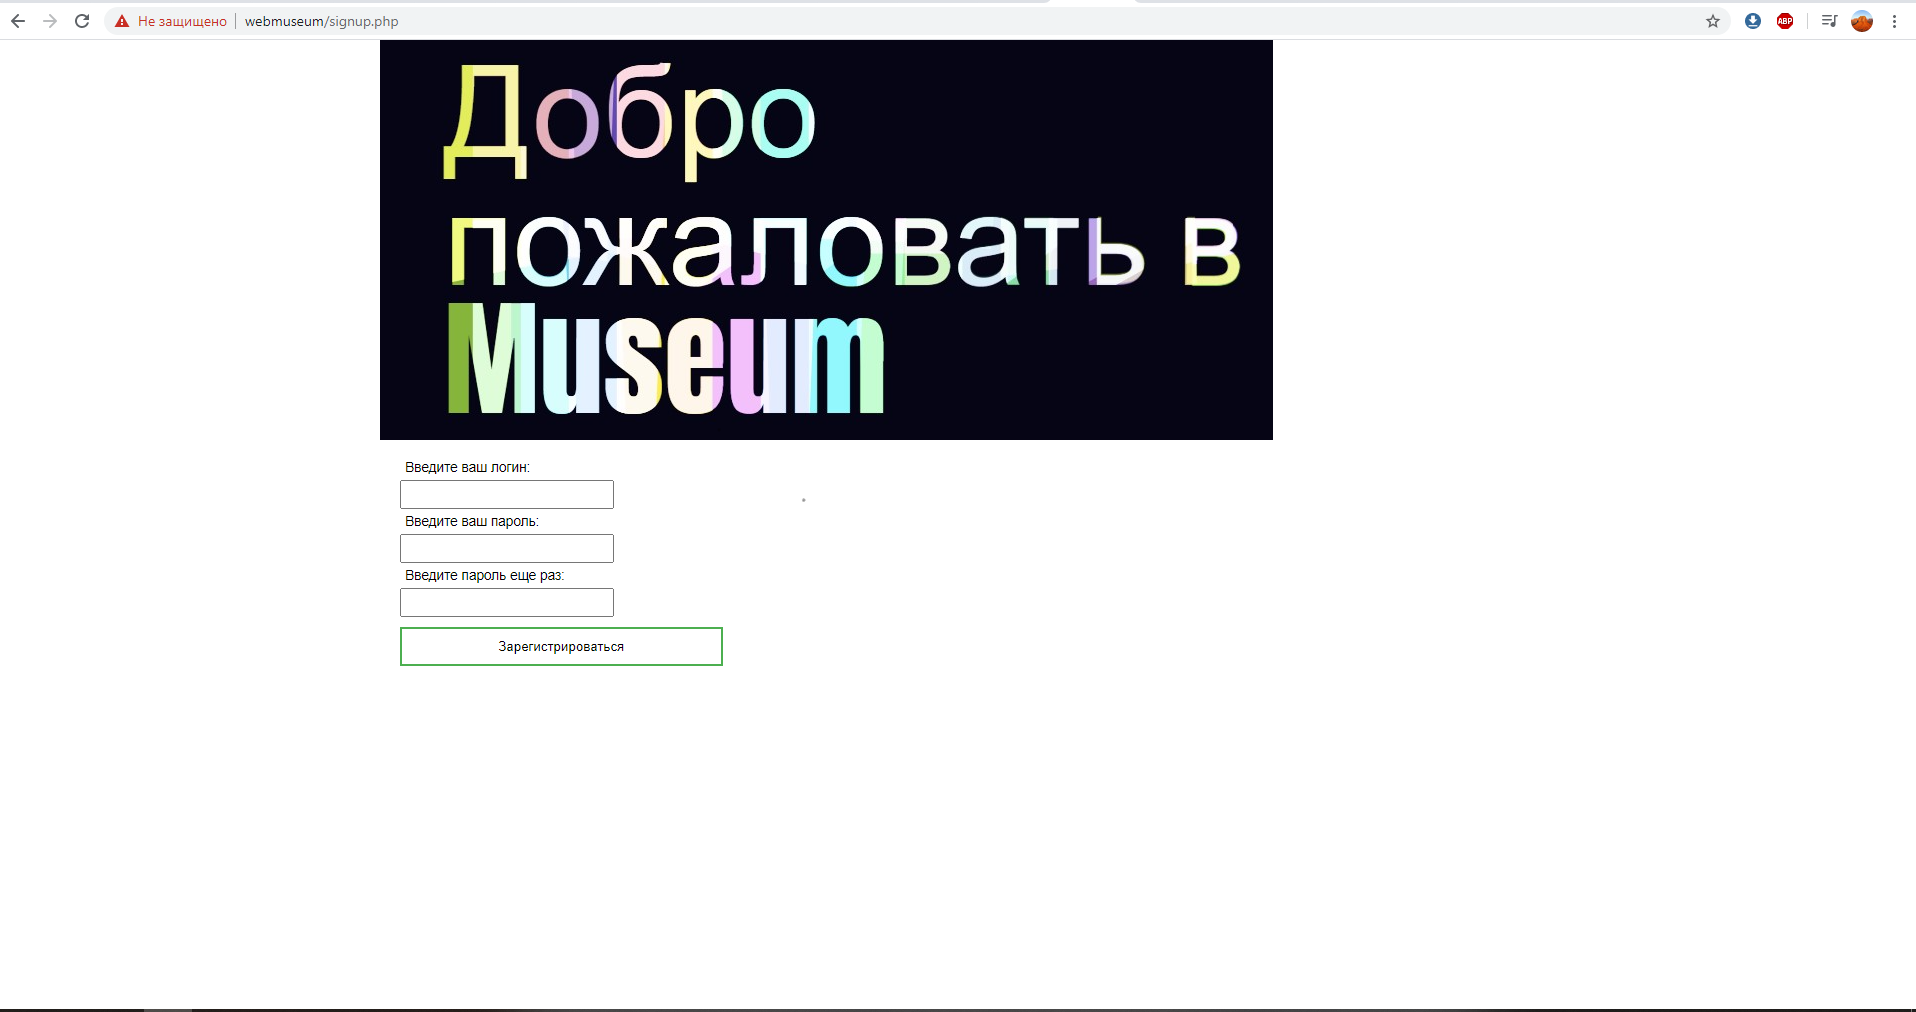 Не защищено | webmuseum/signup.php
ABP
Добро
пожаловать в
Museum
Введите ваш логин:
Введите ваш пароль:
Введите пароль еще раз:
Зарегистрироваться